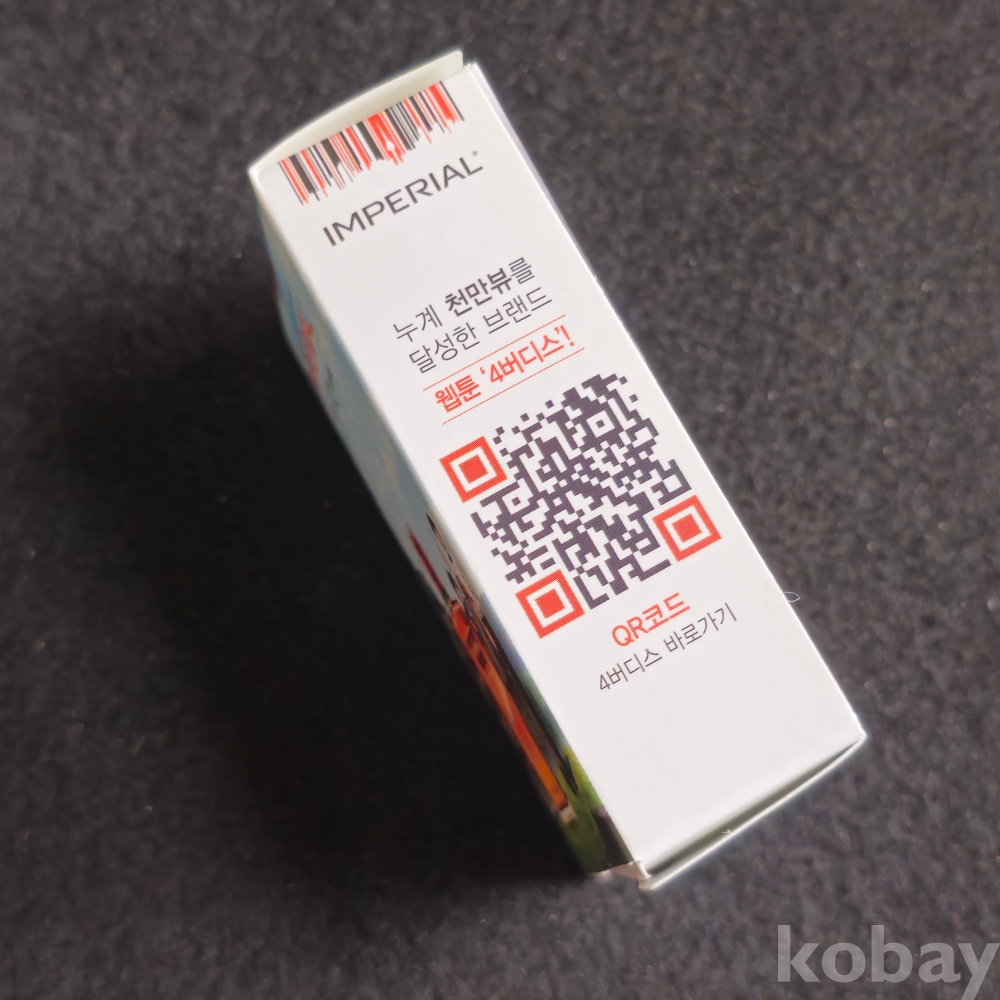 IMPERIAL
누계 천만뷰를
달성한 브랜드
웹툰 '4버디스'!
QR코드
4버디스 바로가기
kobay